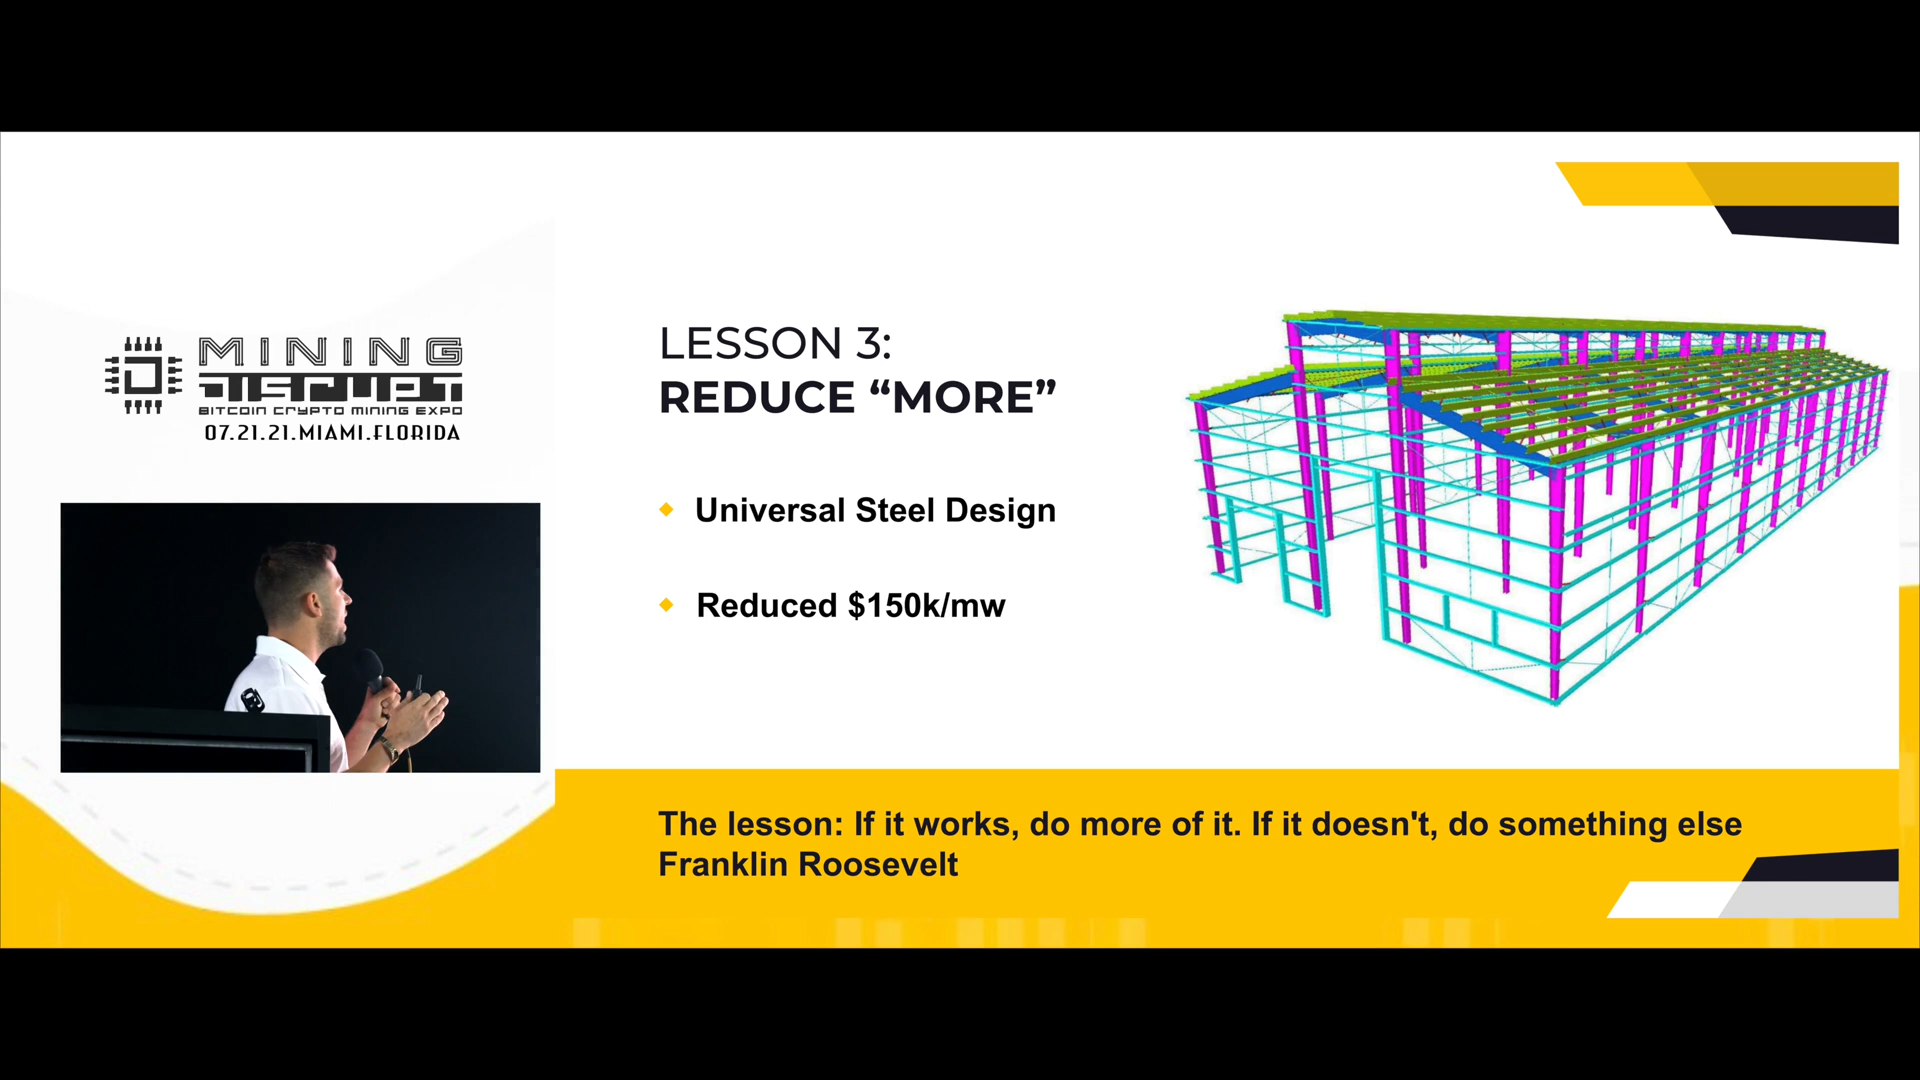 MINING
DISRUPT
BITCOIN CRYPTO MINING EXPO
07.21.21.MIAMI.FLORIDA
LESSON 3:
REDUCE “MORE”
Universal Steel Design
Reduced $150k/mw
The lesson: If it works, do more of it. If it doesn't, do something else
Franklin Roosevelt